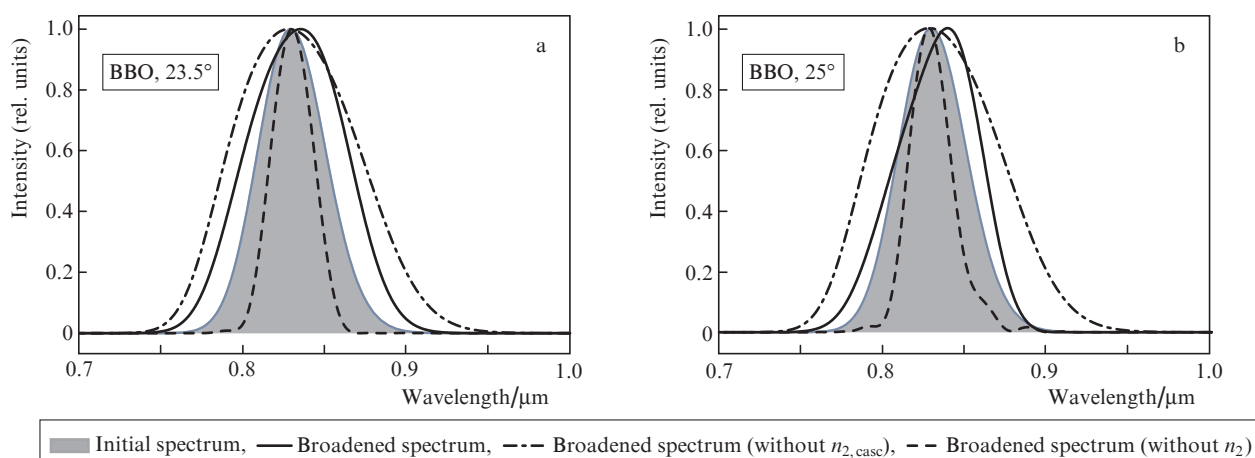 Intensity (rel. units)
1.0
0.8
0.6
0.4
0.2
0
BBO, 23.5°
a
0.7
0.8
0.9
1.0
Wavelength/μm
Intensity (rel. units)
1.0
0.8
0.6
0.4
0.2
0
BBO, 25°
b
0.7
0.8
0.9
1.0
Wavelength/μm
Initial spectrum, Broadened spectrum, Broadened spectrum (without n2, casc), Broadened spectrum (without n2)